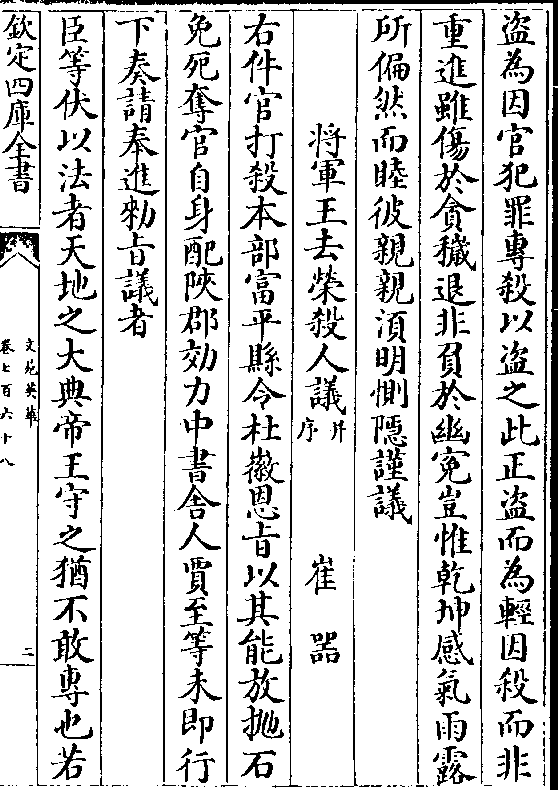 盜為因官犯罪專殺以盜之此正盜而為輕因殺而非
重進雖傷於貪穢退非負於幽寃豈惟乾坤感氣雨露
所偏然而睦彼親親湏明惻隱謹議
將軍王去榮殺人議并序 崔器
右件官打殺本部富平縣令杜徽恩旨以其能放抛石
免死奪官自身配陜郡効力中書舍人賈至等未即行
下奏請奉進勑旨議者
臣等伏以法者天地之大典帝王守之猶不敢專也若
欽定四庫全書
文苑英華
卷七百六十八
二